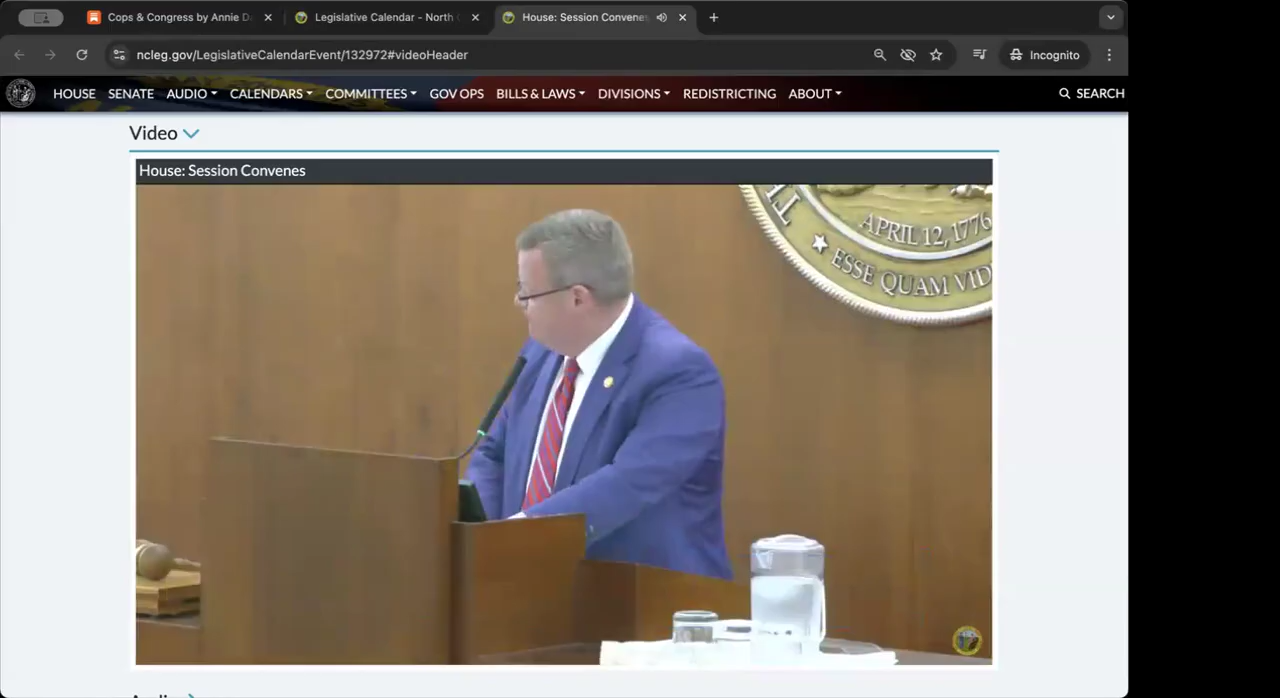 Cops & Congress by Annie D
Legislative Calendar - North
House: Session Convenes
ncleg.gov/LegislativeCalendarEvent/132972#videoHeader
Incognito
HOUSE SENATE AUDIO CALENDARS COMMITTEES GOV OPS BILLS & LAWS DIVISIONS REDISTRICTING ABOUT SEARCH
Video
House: Session Convenes
APRIL 12, 1776
ESSE QUAM VID